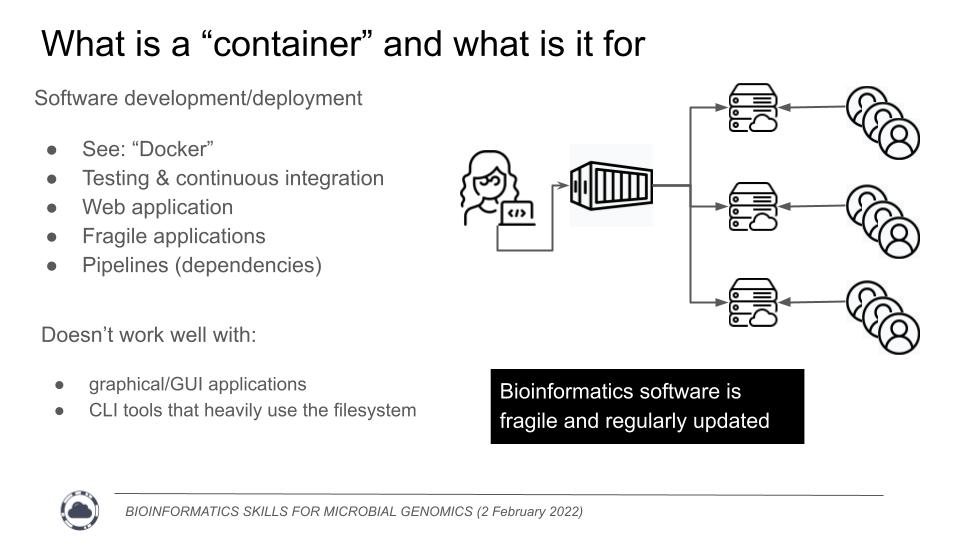 What is a “container” and what is it for
Software development/deployment
● See: “Docker”
● Testing & continuous integration
● Web application
● Fragile applications
● Pipelines (dependencies)
Doesn’t work well with:
● graphical/GUI applications
● CLI tools that heavily use the filesystem
</>
Bioinformatics software is
fragile and regularly updated
BIOINFORMATICS SKILLS FOR MICROBIAL GENOMICS (2 February 2022)